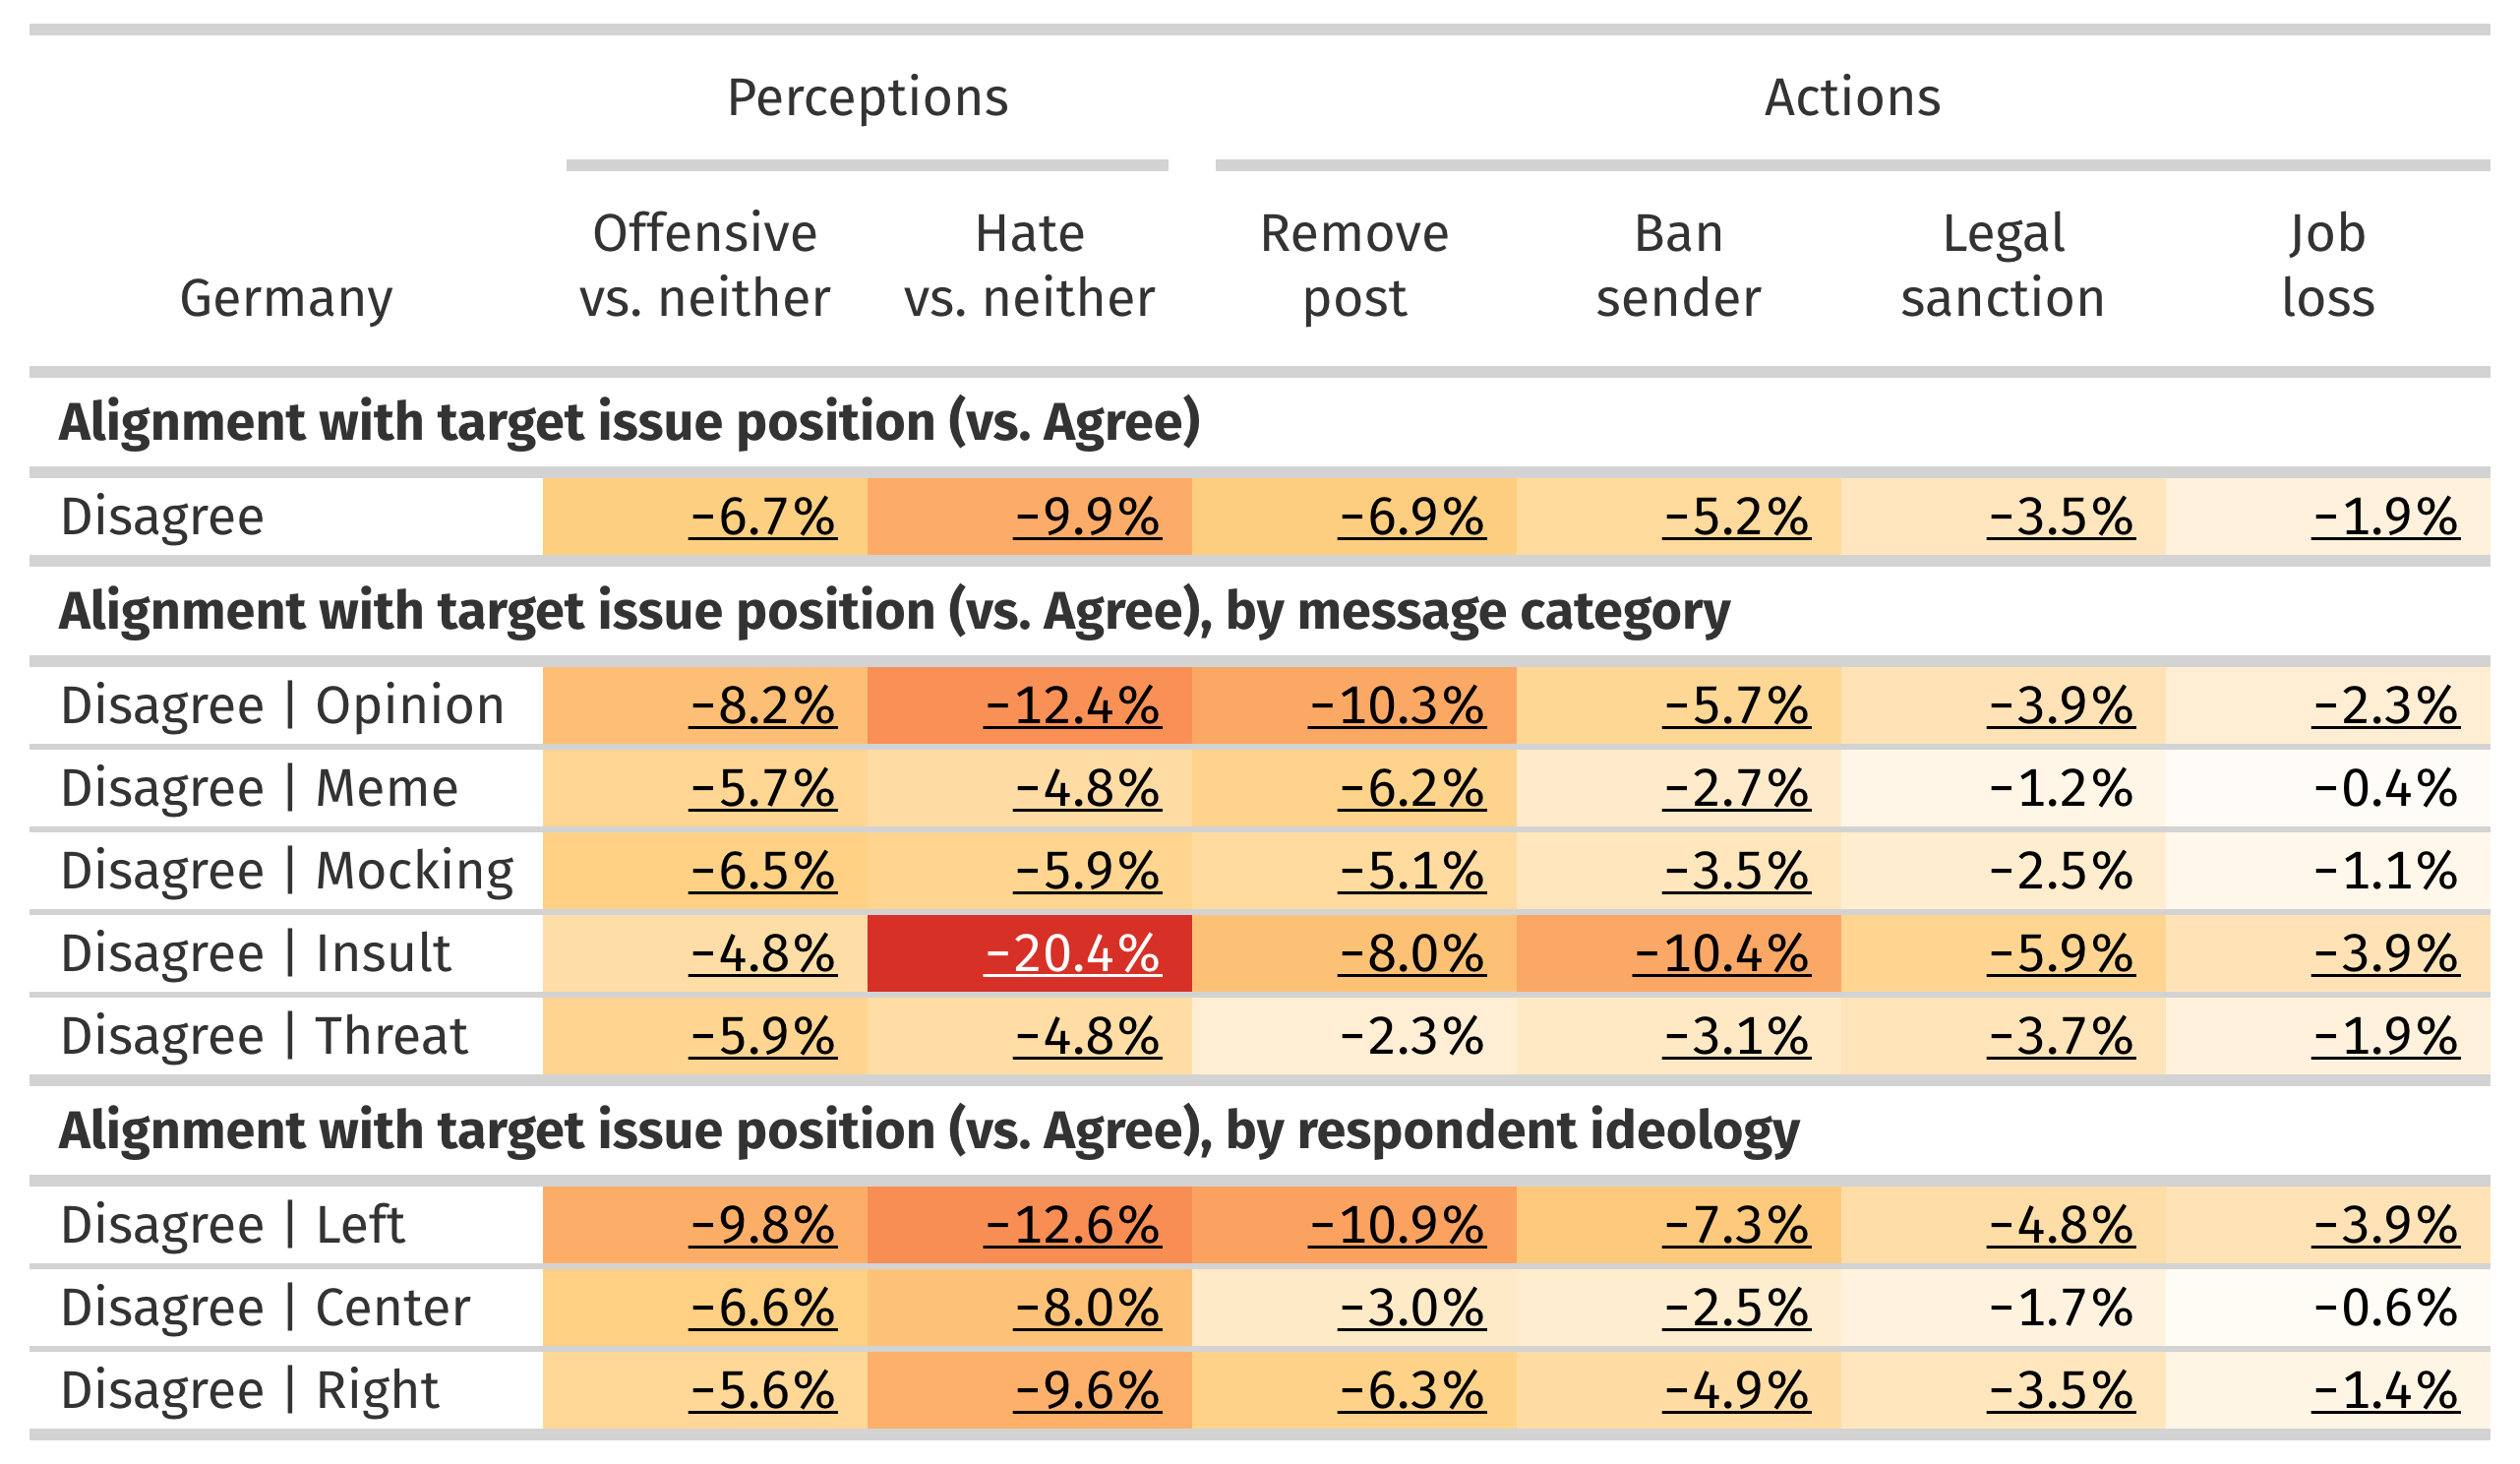 Perceptions Actions
Germany Offensive vs. neither Hate vs. neither Remove post Ban sender Legal sanction Job loss
Alignment with target issue position (vs. Agree)
Disagree −6.7% −9.9% −6.9% −5.2% −3.5% −1.9%
Alignment with target issue position (vs. Agree), by message category
Disagree | Opinion −8.2% −12.4% −10.3% −5.7% −3.9% −2.3%
Disagree | Meme −5.7% −4.8% −6.2% −2.7% −1.2% −0.4%
Disagree | Mocking −6.5% −5.9% −5.1% −3.5% −2.5% −1.1%
Disagree | Insult −4.8% −20.4% −8.0% −10.4% −5.9% −3.9%
Disagree | Threat −5.9% −4.8% −2.3% −3.1% −3.7% −1.9%
Alignment with target issue position (vs. Agree), by respondent ideology
Disagree | Left −9.8% −12.6% −10.9% −7.3% −4.8% −3.9%
Disagree | Center −6.6% −8.0% −3.0% −2.5% −1.7% −0.6%
Disagree | Right −5.6% −9.6% −6.3% −4.9% −3.5% −1.4%